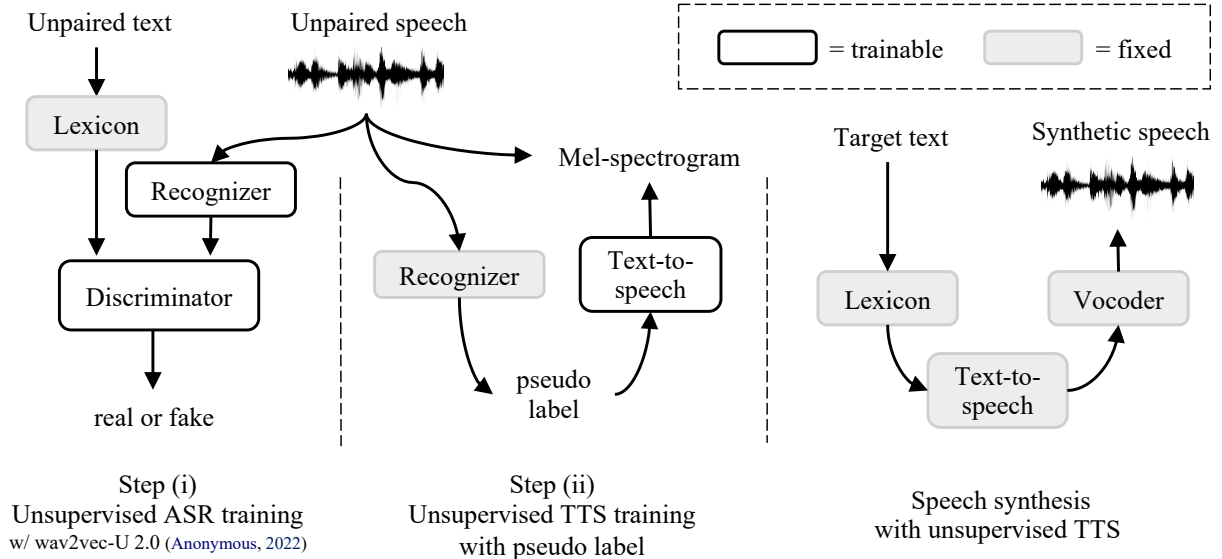 Unpaired text
Unpaired speech
= trainable
= fixed
Lexicon
Recognizer
Discriminator
real or fake
Step (i)
Unsupervised ASR training
w/ wav2vec-U 2.0 (Anonymous, 2022)
Mel-spectrogram
Recognizer
Text-to-
speech
pseudo
label
Step (ii)
Unsupervised TTS training
with pseudo label
Target text
Synthetic speech
Lexicon
Vocoder
Text-to-
speech
Speech synthesis
with unsupervised TTS